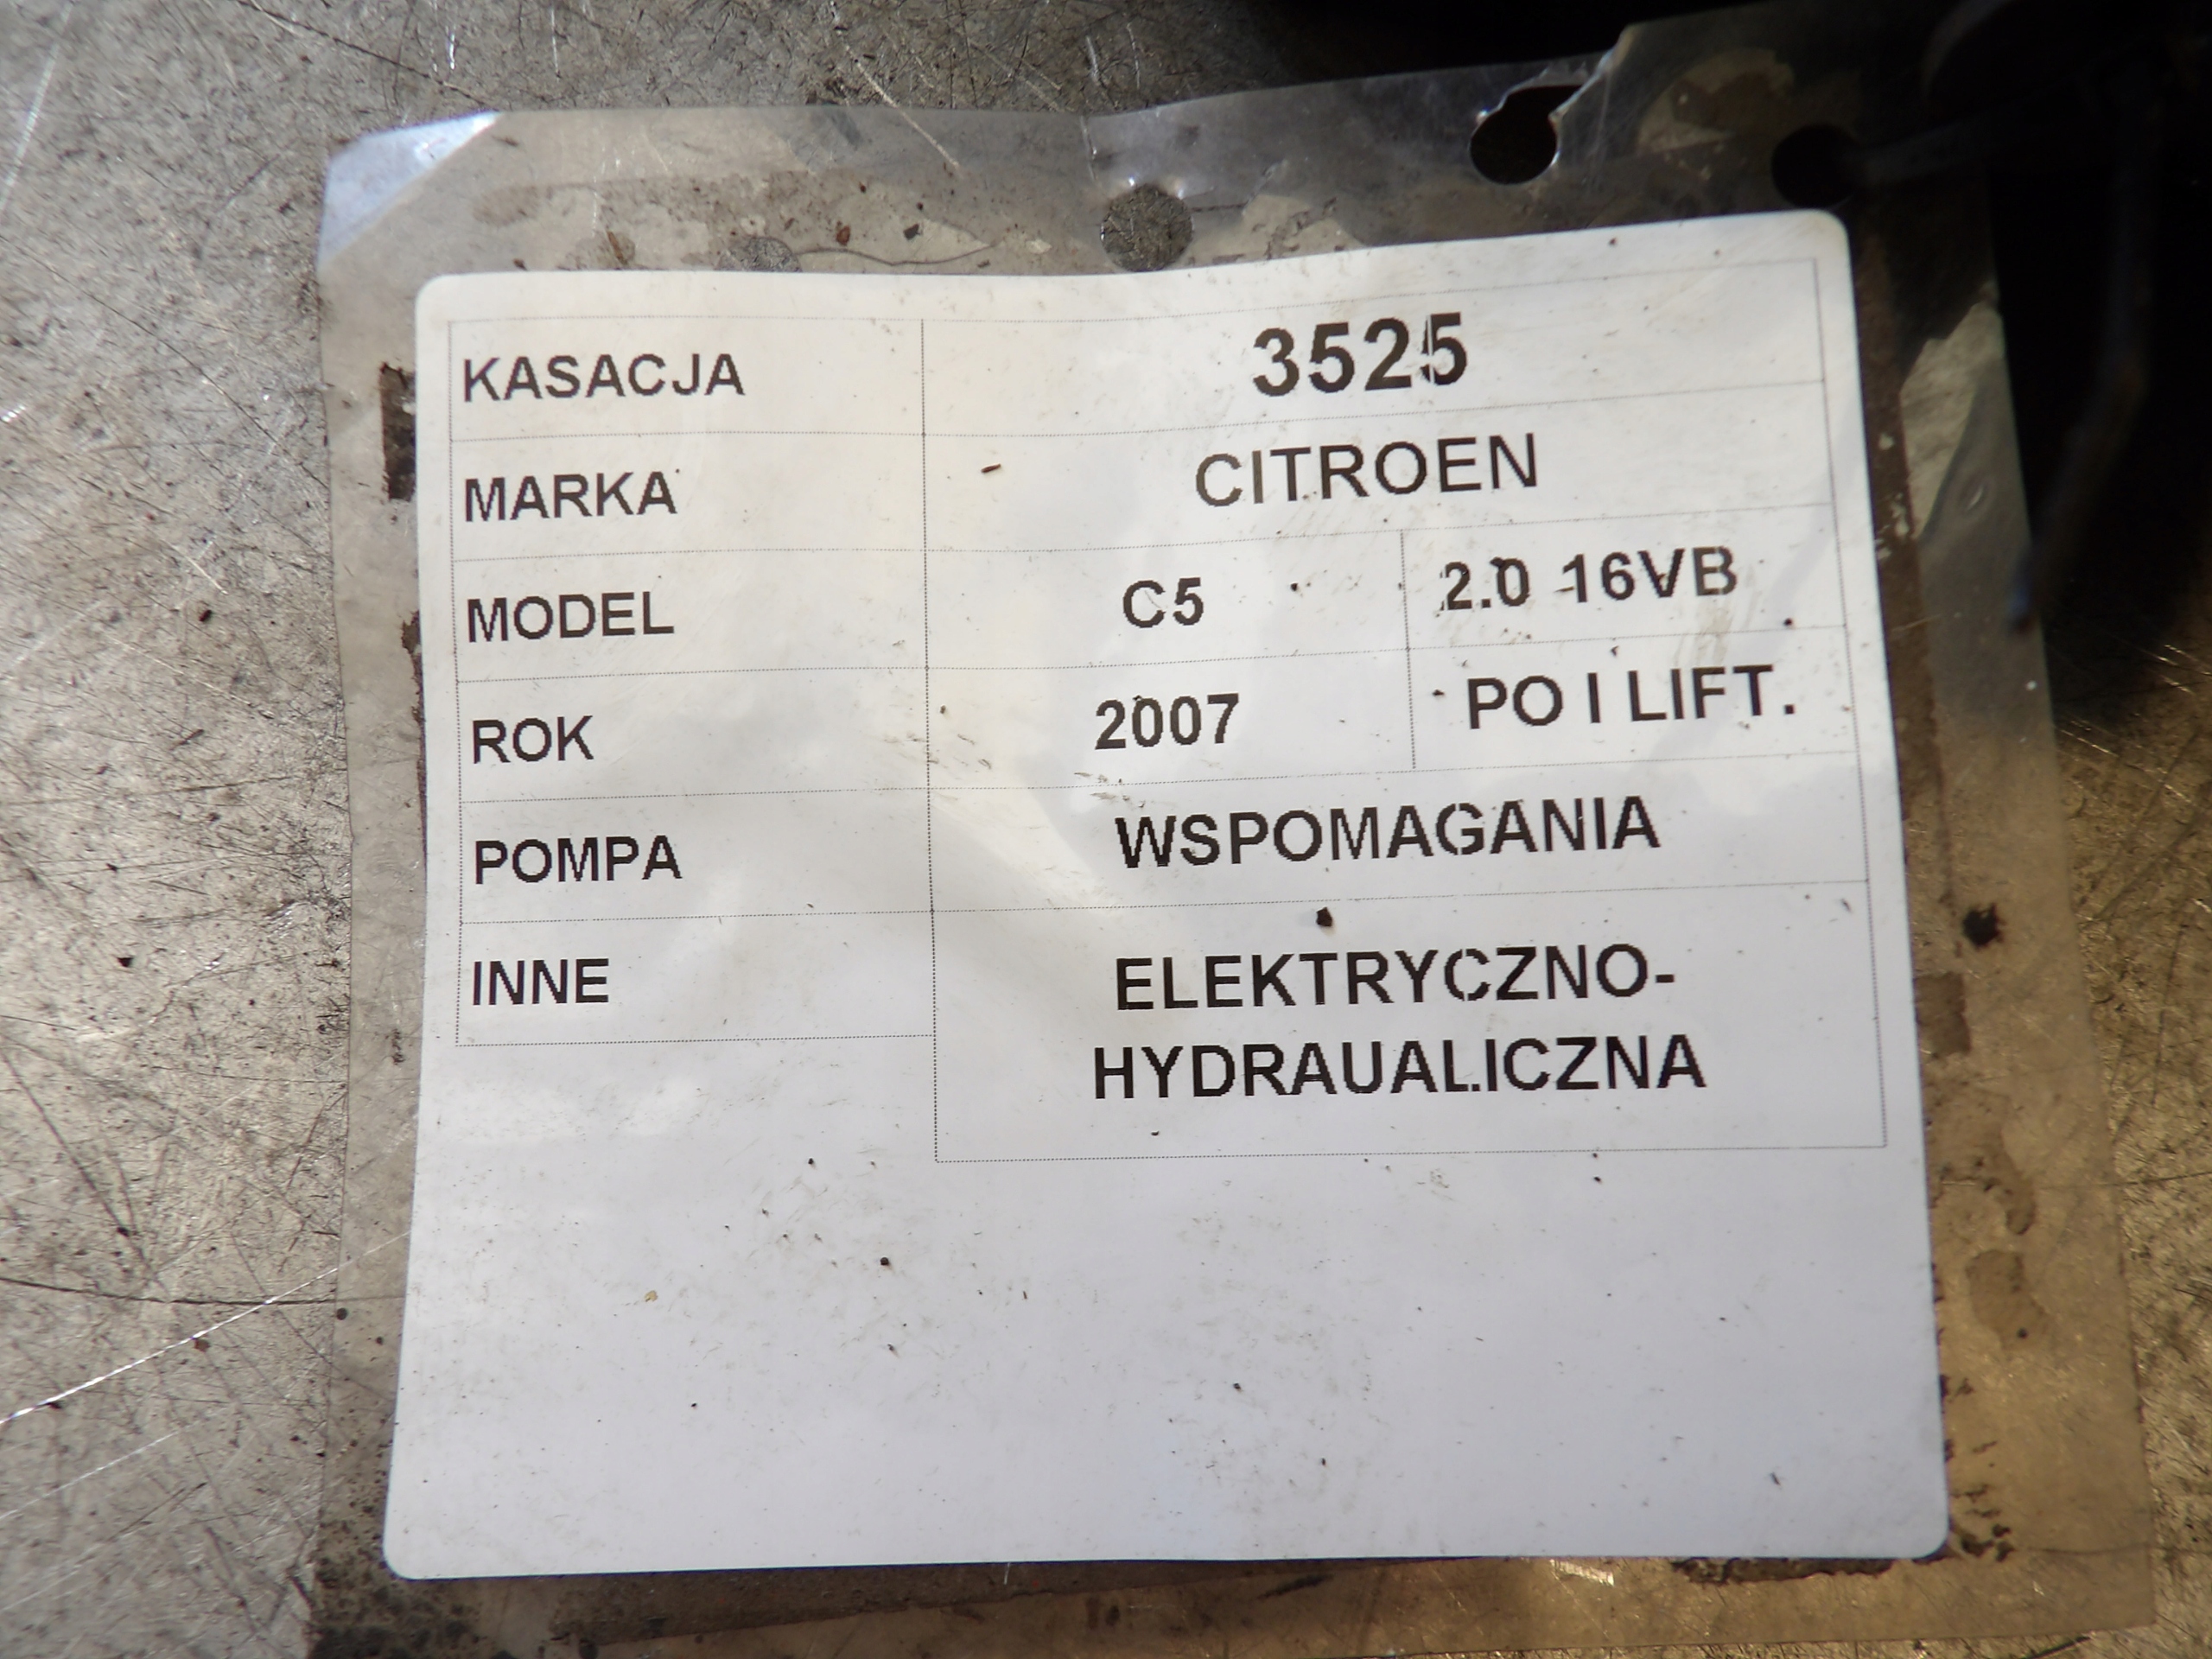 KASACJA 3525
MARKA CITROEN
MODEL C5 2.0 16VB
ROK 2007 PO I LIFT.
POMPA WSPOMAGANIA
INNE ELEKTRYCZNO-
HYDRAUALICZNA